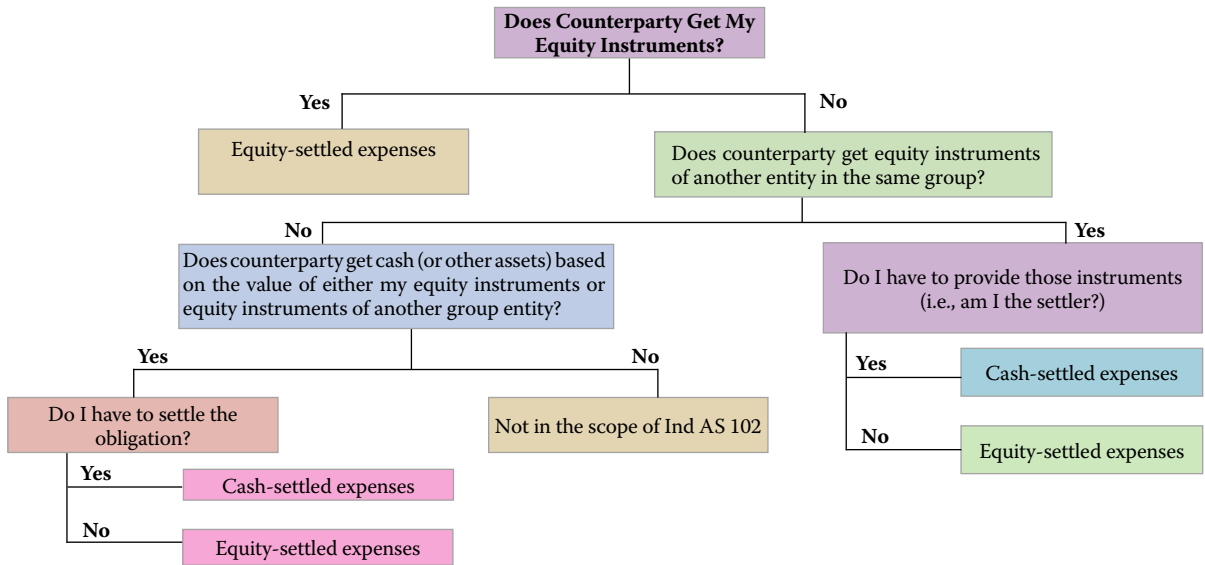 Does Counterparty Get My
Equity Instruments?
Yes
No
Equity-settled expenses
Does counterparty get equity instruments
of another entity in the same group?
No
Yes
Does counterparty get cash (or other assets) based
on the value of either my equity instruments or
equity instruments of another group entity?
Do I have to provide those instruments
(i.e., am I the settler?)
Yes
No
Yes
Cash-settled expenses
Do I have to settle the
obligation?
Not in the scope of Ind AS 102
No
Equity-settled expenses
Yes
Cash-settled expenses
No
Equity-settled expenses